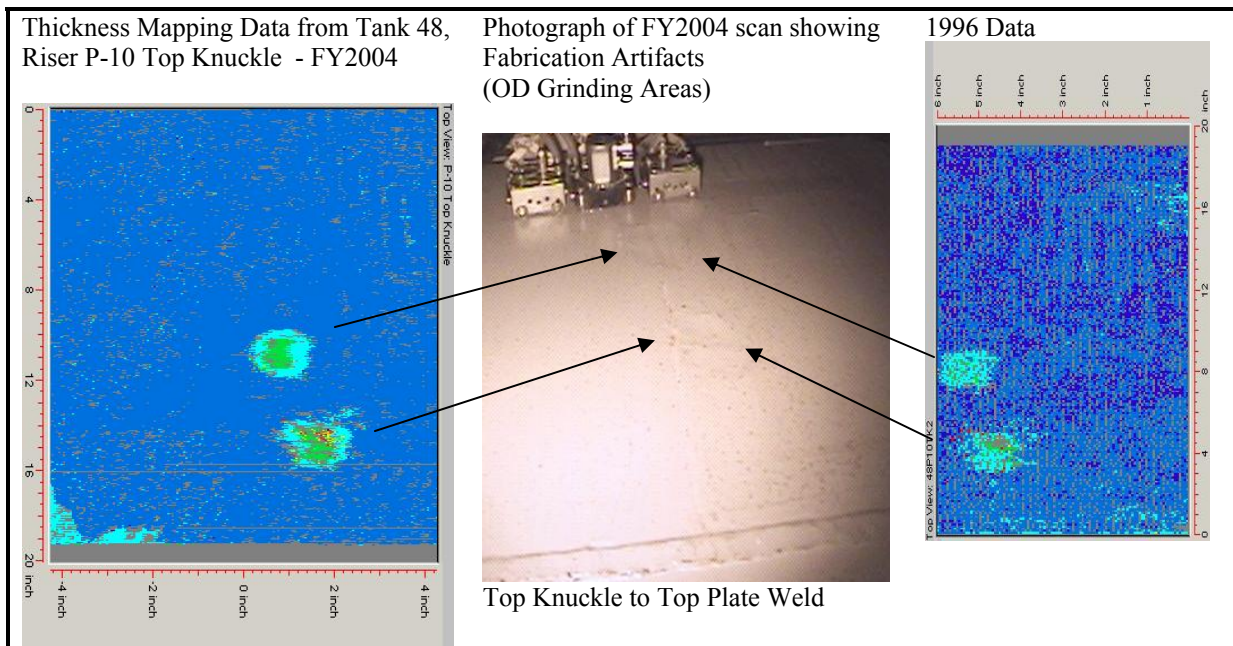 Thickness Mapping Data from Tank 48,
Riser P-10 Top Knuckle - FY2004
Photograph of FY2004 scan showing
Fabrication Artifacts
(OD Grinding Areas)
1996 Data
0
4
8
12
16
20 inch
-4 inch
-2 inch
0 inch
2 inch
4 inch
Top View: P-10 Top Knuckle
Top Knuckle to Top Plate Weld
6 inch
5 inch
4 inch
3 inch
2 inch
1 inch
20 inch
16
12
8
4
0
Top View: 48P10TK2